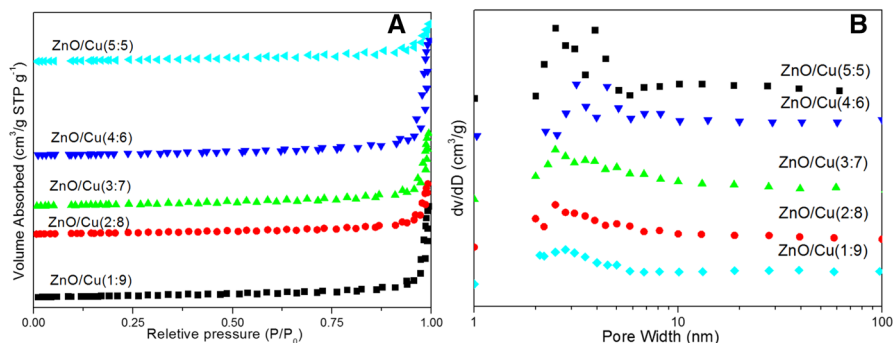 A
Volume Absorbed (cm³/g STP g⁻¹)
ZnO/Cu(5:5)
ZnO/Cu(4:6)
ZnO/Cu(3:7)
ZnO/Cu(2:8)
ZnO/Cu(1:9)
0.00 0.25 0.50 0.75 1.00
Reletive pressure (P/P₀)
B
dv/dD (cm³/g)
ZnO/Cu(5:5)
ZnO/Cu(4:6)
ZnO/Cu(3:7)
ZnO/Cu(2:8)
ZnO/Cu(1:9)
1 10 100
Pore Width (nm)